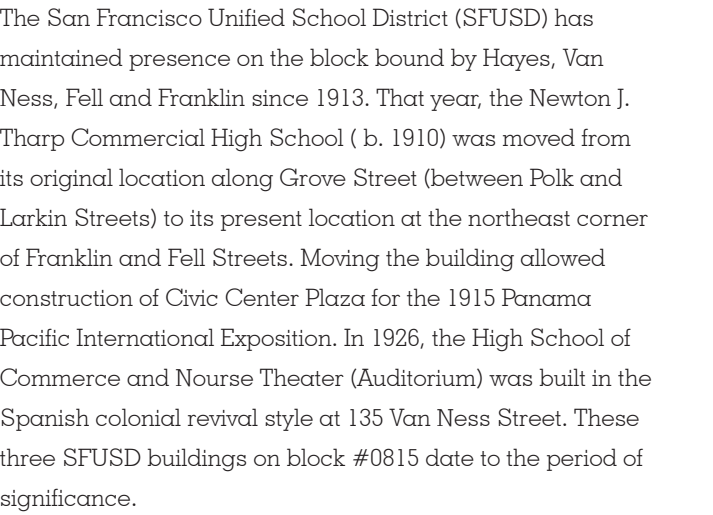 The San Francisco Unified School District (SFUSD) has
maintained presence on the block bound by Hayes, Van
Ness, Fell and Franklin since 1913. That year, the Newton J.
Tharp Commercial High School ( b. 1910) was moved from
its original location along Grove Street (between Polk and
Larkin Streets) to its present location at the northeast corner
of Franklin and Fell Streets. Moving the building allowed
construction of Civic Center Plaza for the 1915 Panama
Pacific International Exposition. In 1926, the High School of
Commerce and Nourse Theater (Auditorium) was built in the
Spanish colonial revival style at 135 Van Ness Street. These
three SFUSD buildings on block #0815 date to the period of
significance.